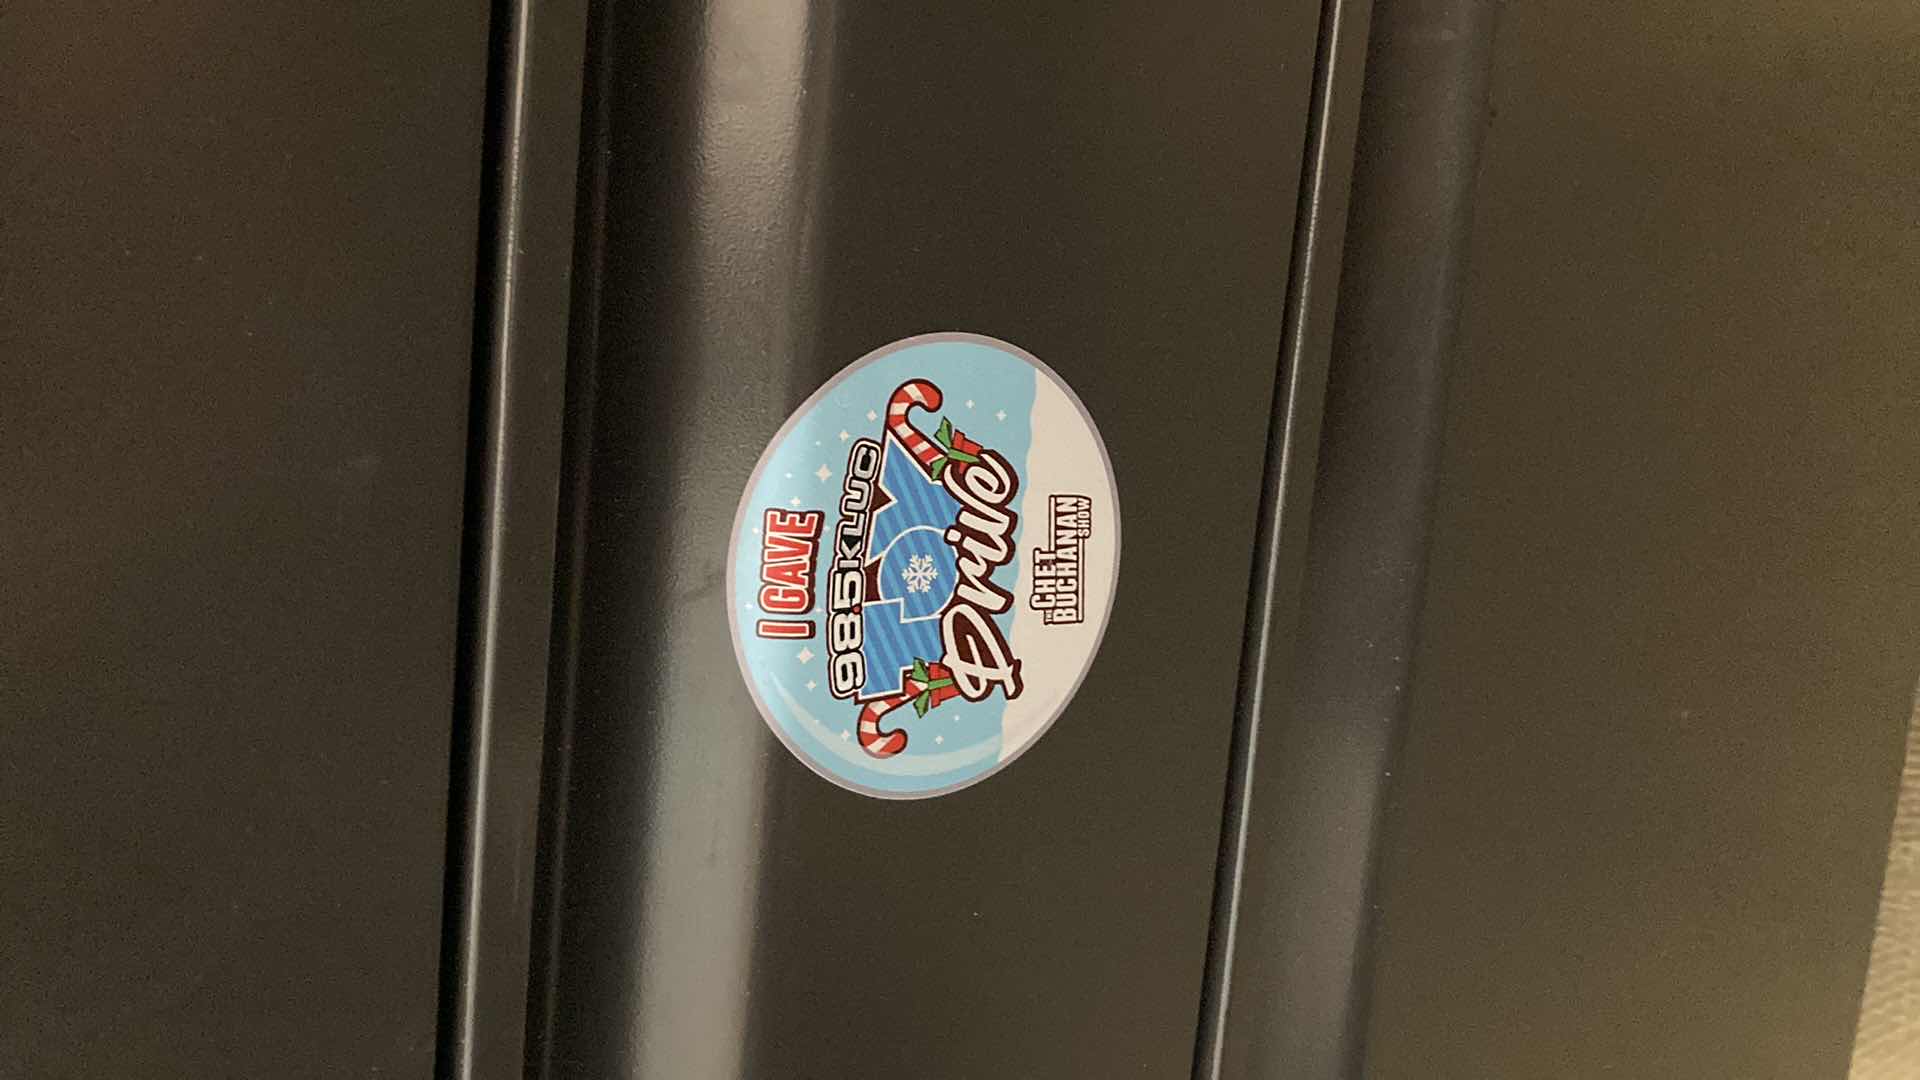 I GAVE
98.5 KLUC
TOY
Drive
THE CHET
BUCHANAN
SHOW